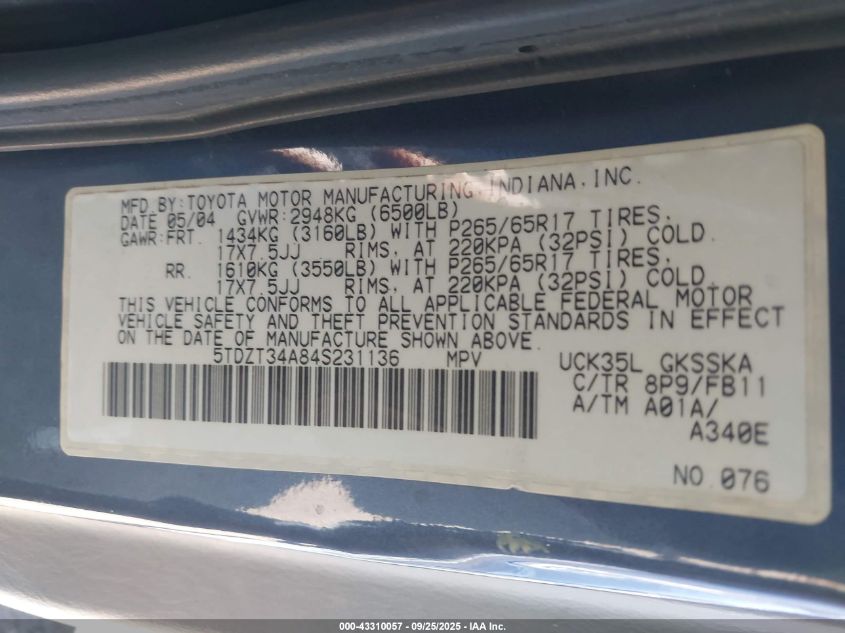 MFD.BY:TOYOTA MOTOR MANUFACTURING,INDIANA,INC.
DATE 05/04 GVWR:2948KG (6500LB)
GAWR:FRT. 1434KG (3160LB) WITH P265/65R17 TIRES,
17X7.5JJ RIMS, AT 220KPA (32PSI) COLD.
RR. 1610KG (3550LB) WITH P265/65R17 TIRES,
17X7.5JJ RIMS, AT 220KPA (32PSI) COLD.
THIS VEHICLE CONFORMS TO ALL APPLICABLE FEDERAL MOTOR
VEHICLE SAFETY AND THEFT PREVENTION STANDARDS IN EFFECT
ON THE DATE OF MANUFACTURE SHOWN ABOVE.
5TDZT34A84S231136 MPV UCK35L GKSSKA
C/TR 8P9/FB11
A/TM A01A/
A340E
NO.076
000-43310057 - 09/25/2025 - IAA Inc.